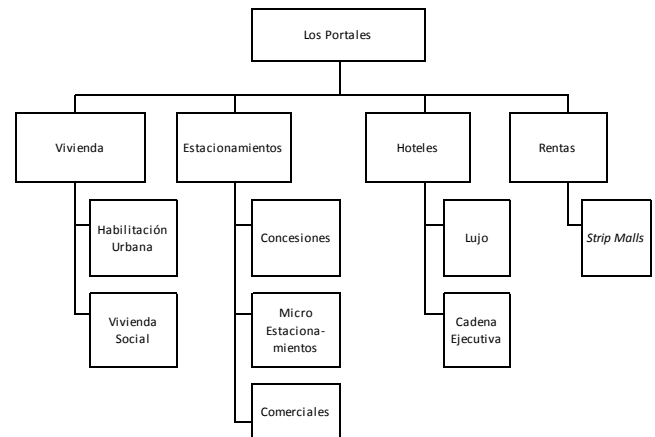 Los Portales
Vivienda
Estacionamientos
Hoteles
Rentas
Habilitación
Urbana
Concesiones
Lujo
Strip Malls
Vivienda
Social
Micro
Estaciona-
mientos
Cadena
Ejecutiva
Comerciales